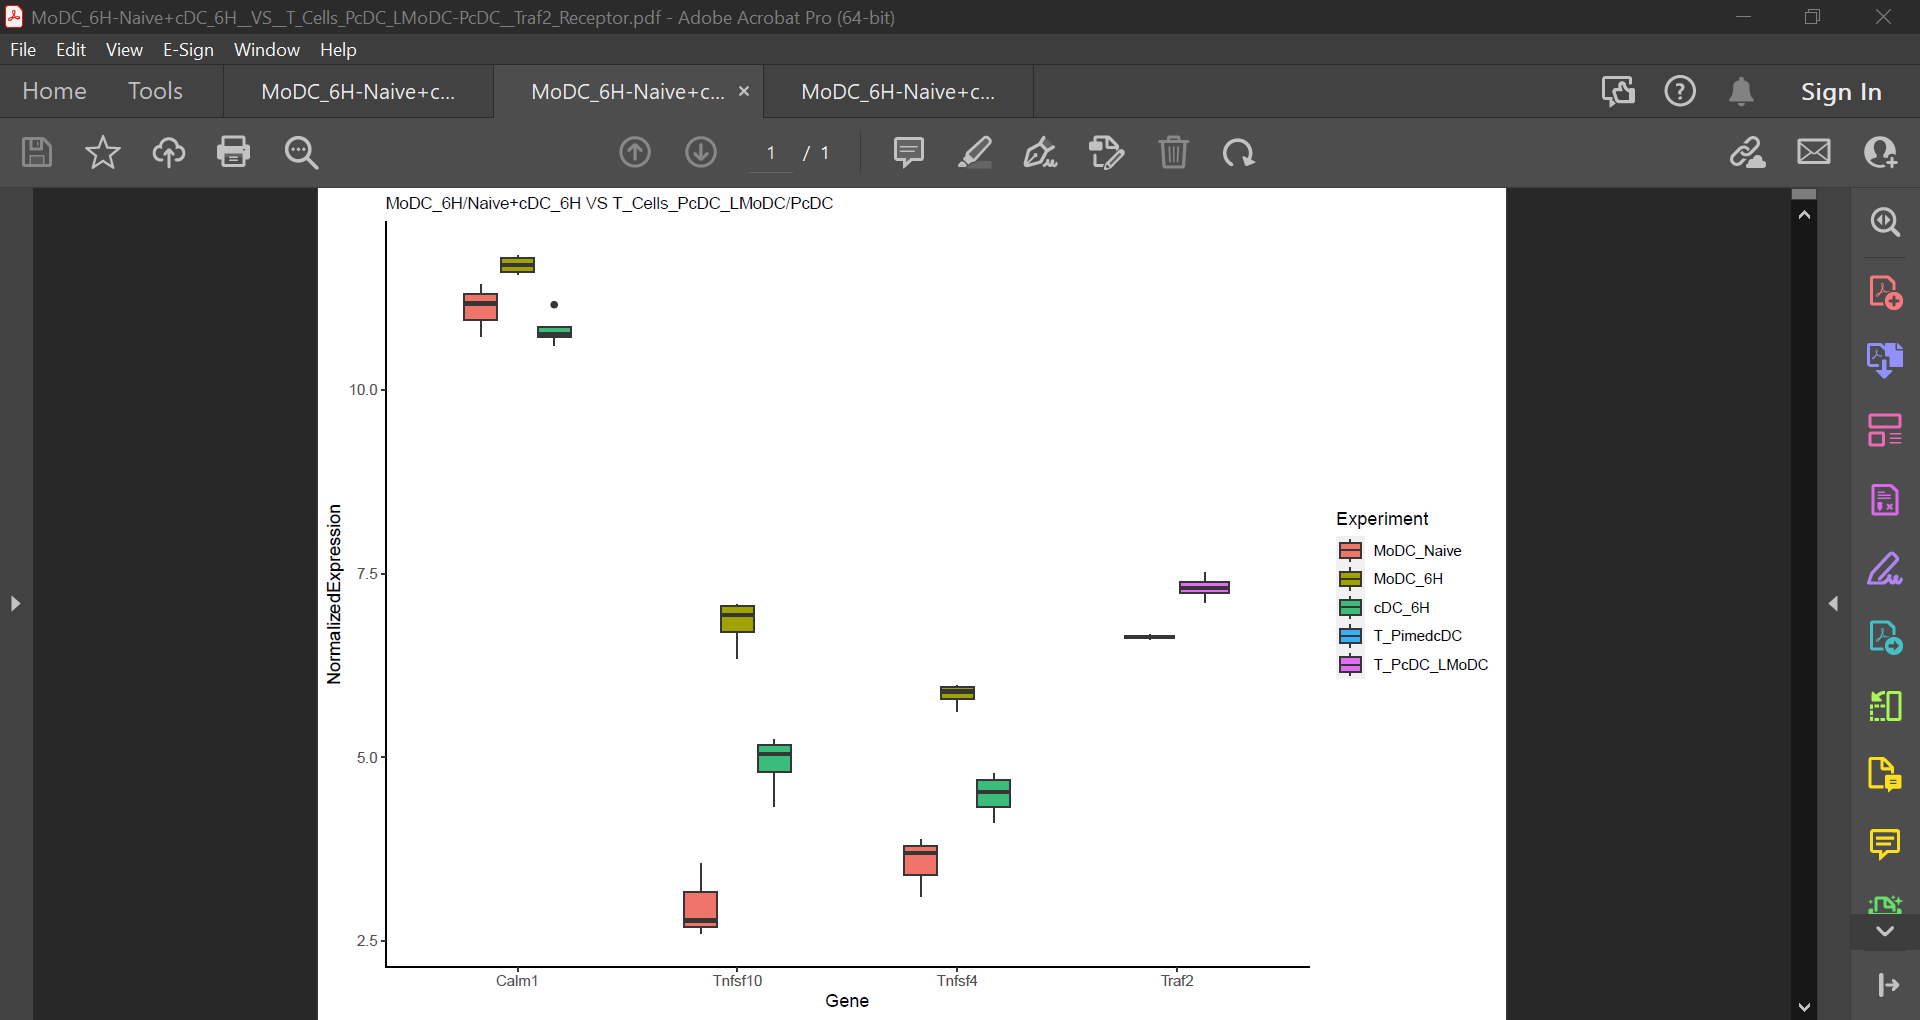 MoDC_6H-Naive+cDC_6H__VS__T_Cells_PcDC_LMoDC-PcDC__Traf2_Receptor.pdf - Adobe Acrobat Pro (64-bit)
File Edit View E-Sign Window Help
Home Tools MoDC_6H-Naive+c... MoDC_6H-Naive+c... × MoDC_6H-Naive+c... Sign In
1 / 1
MoDC_6H/Naive+cDC_6H VS T_Cells_PcDC_LMoDC/PcDC
10.0
7.5
5.0
2.5
NormalizedExpression
Calm1 Tnfsf10 Tnfsf4 Traf2
Gene
Experiment
MoDC_Naive
MoDC_6H
cDC_6H
T_PimedcDC
T_PcDC_LMoDC